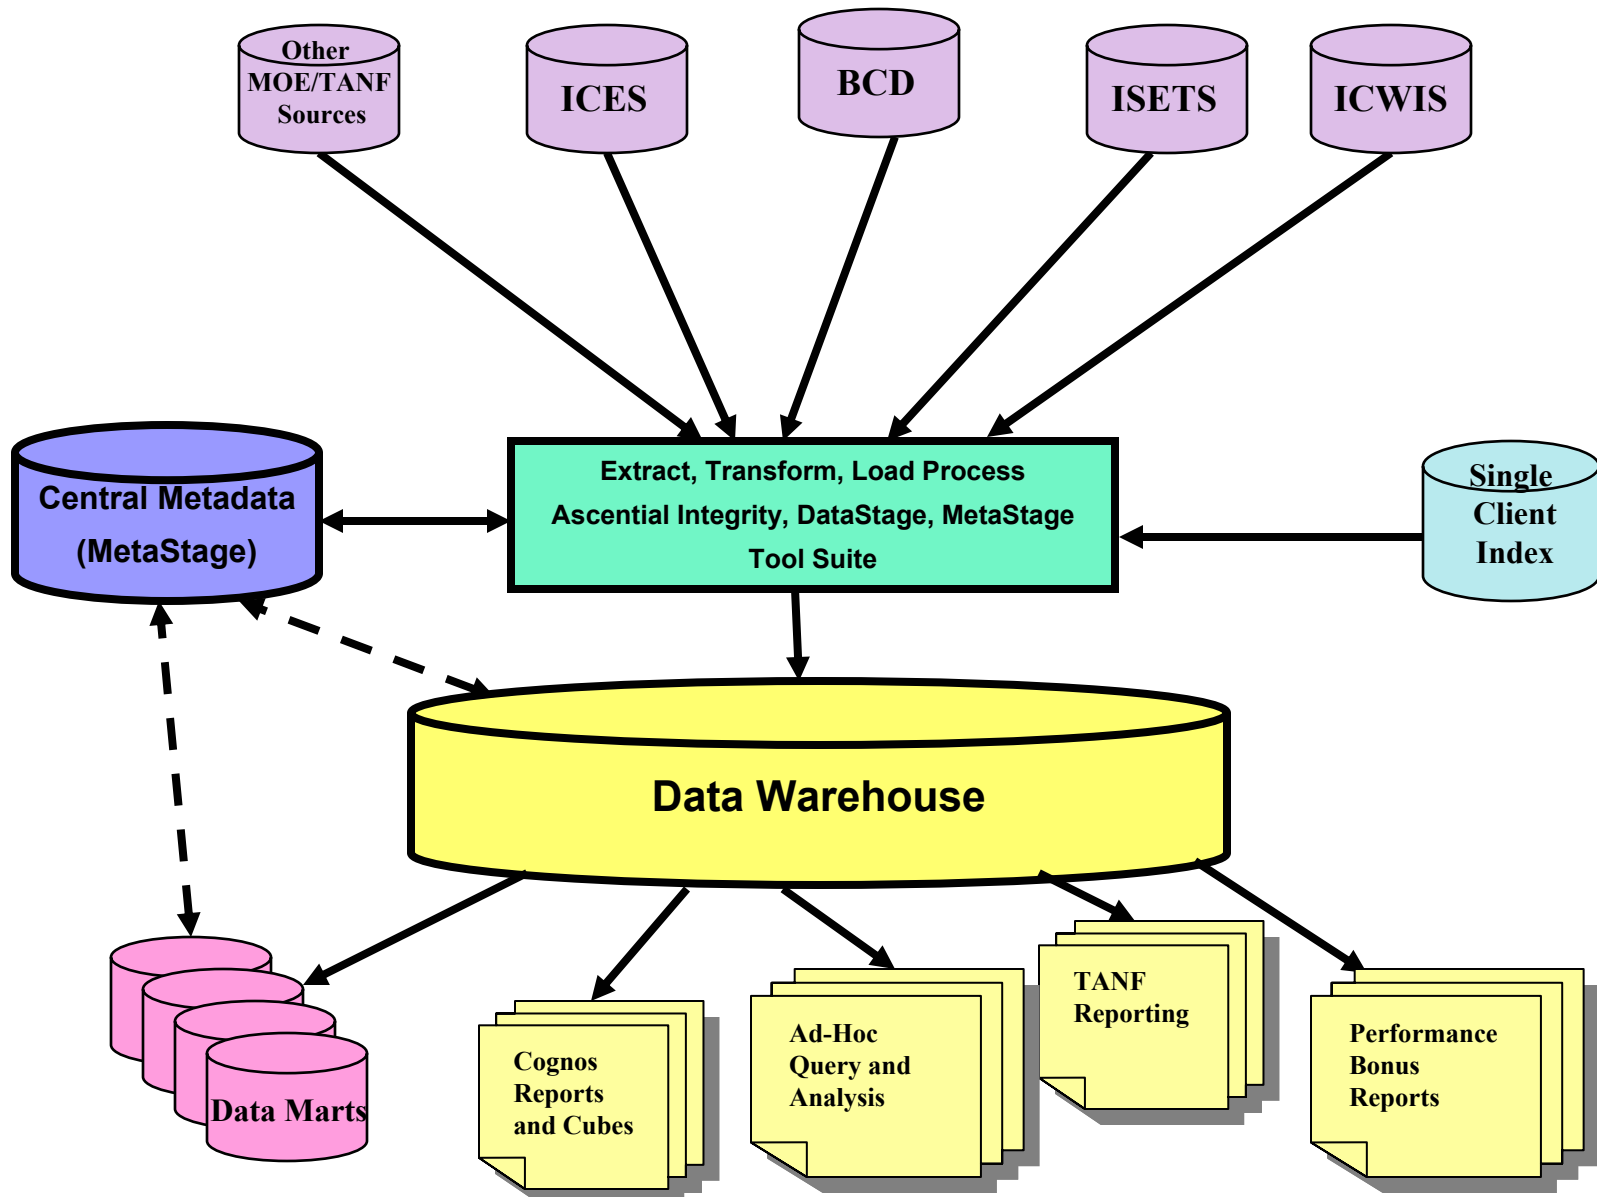 Other
MOE/TANF
Sources
ICES
BCD
ISETS
ICWIS
Central Metadata
(MetaStage)
Extract, Transform, Load Process
Ascential Integrity, DataStage, MetaStage
Tool Suite
Single
Client
Index
Data Warehouse
Data Marts
Cognos
Reports
and Cubes
Ad-Hoc
Query and
Analysis
TANF
Reporting
Performance
Bonus
Reports